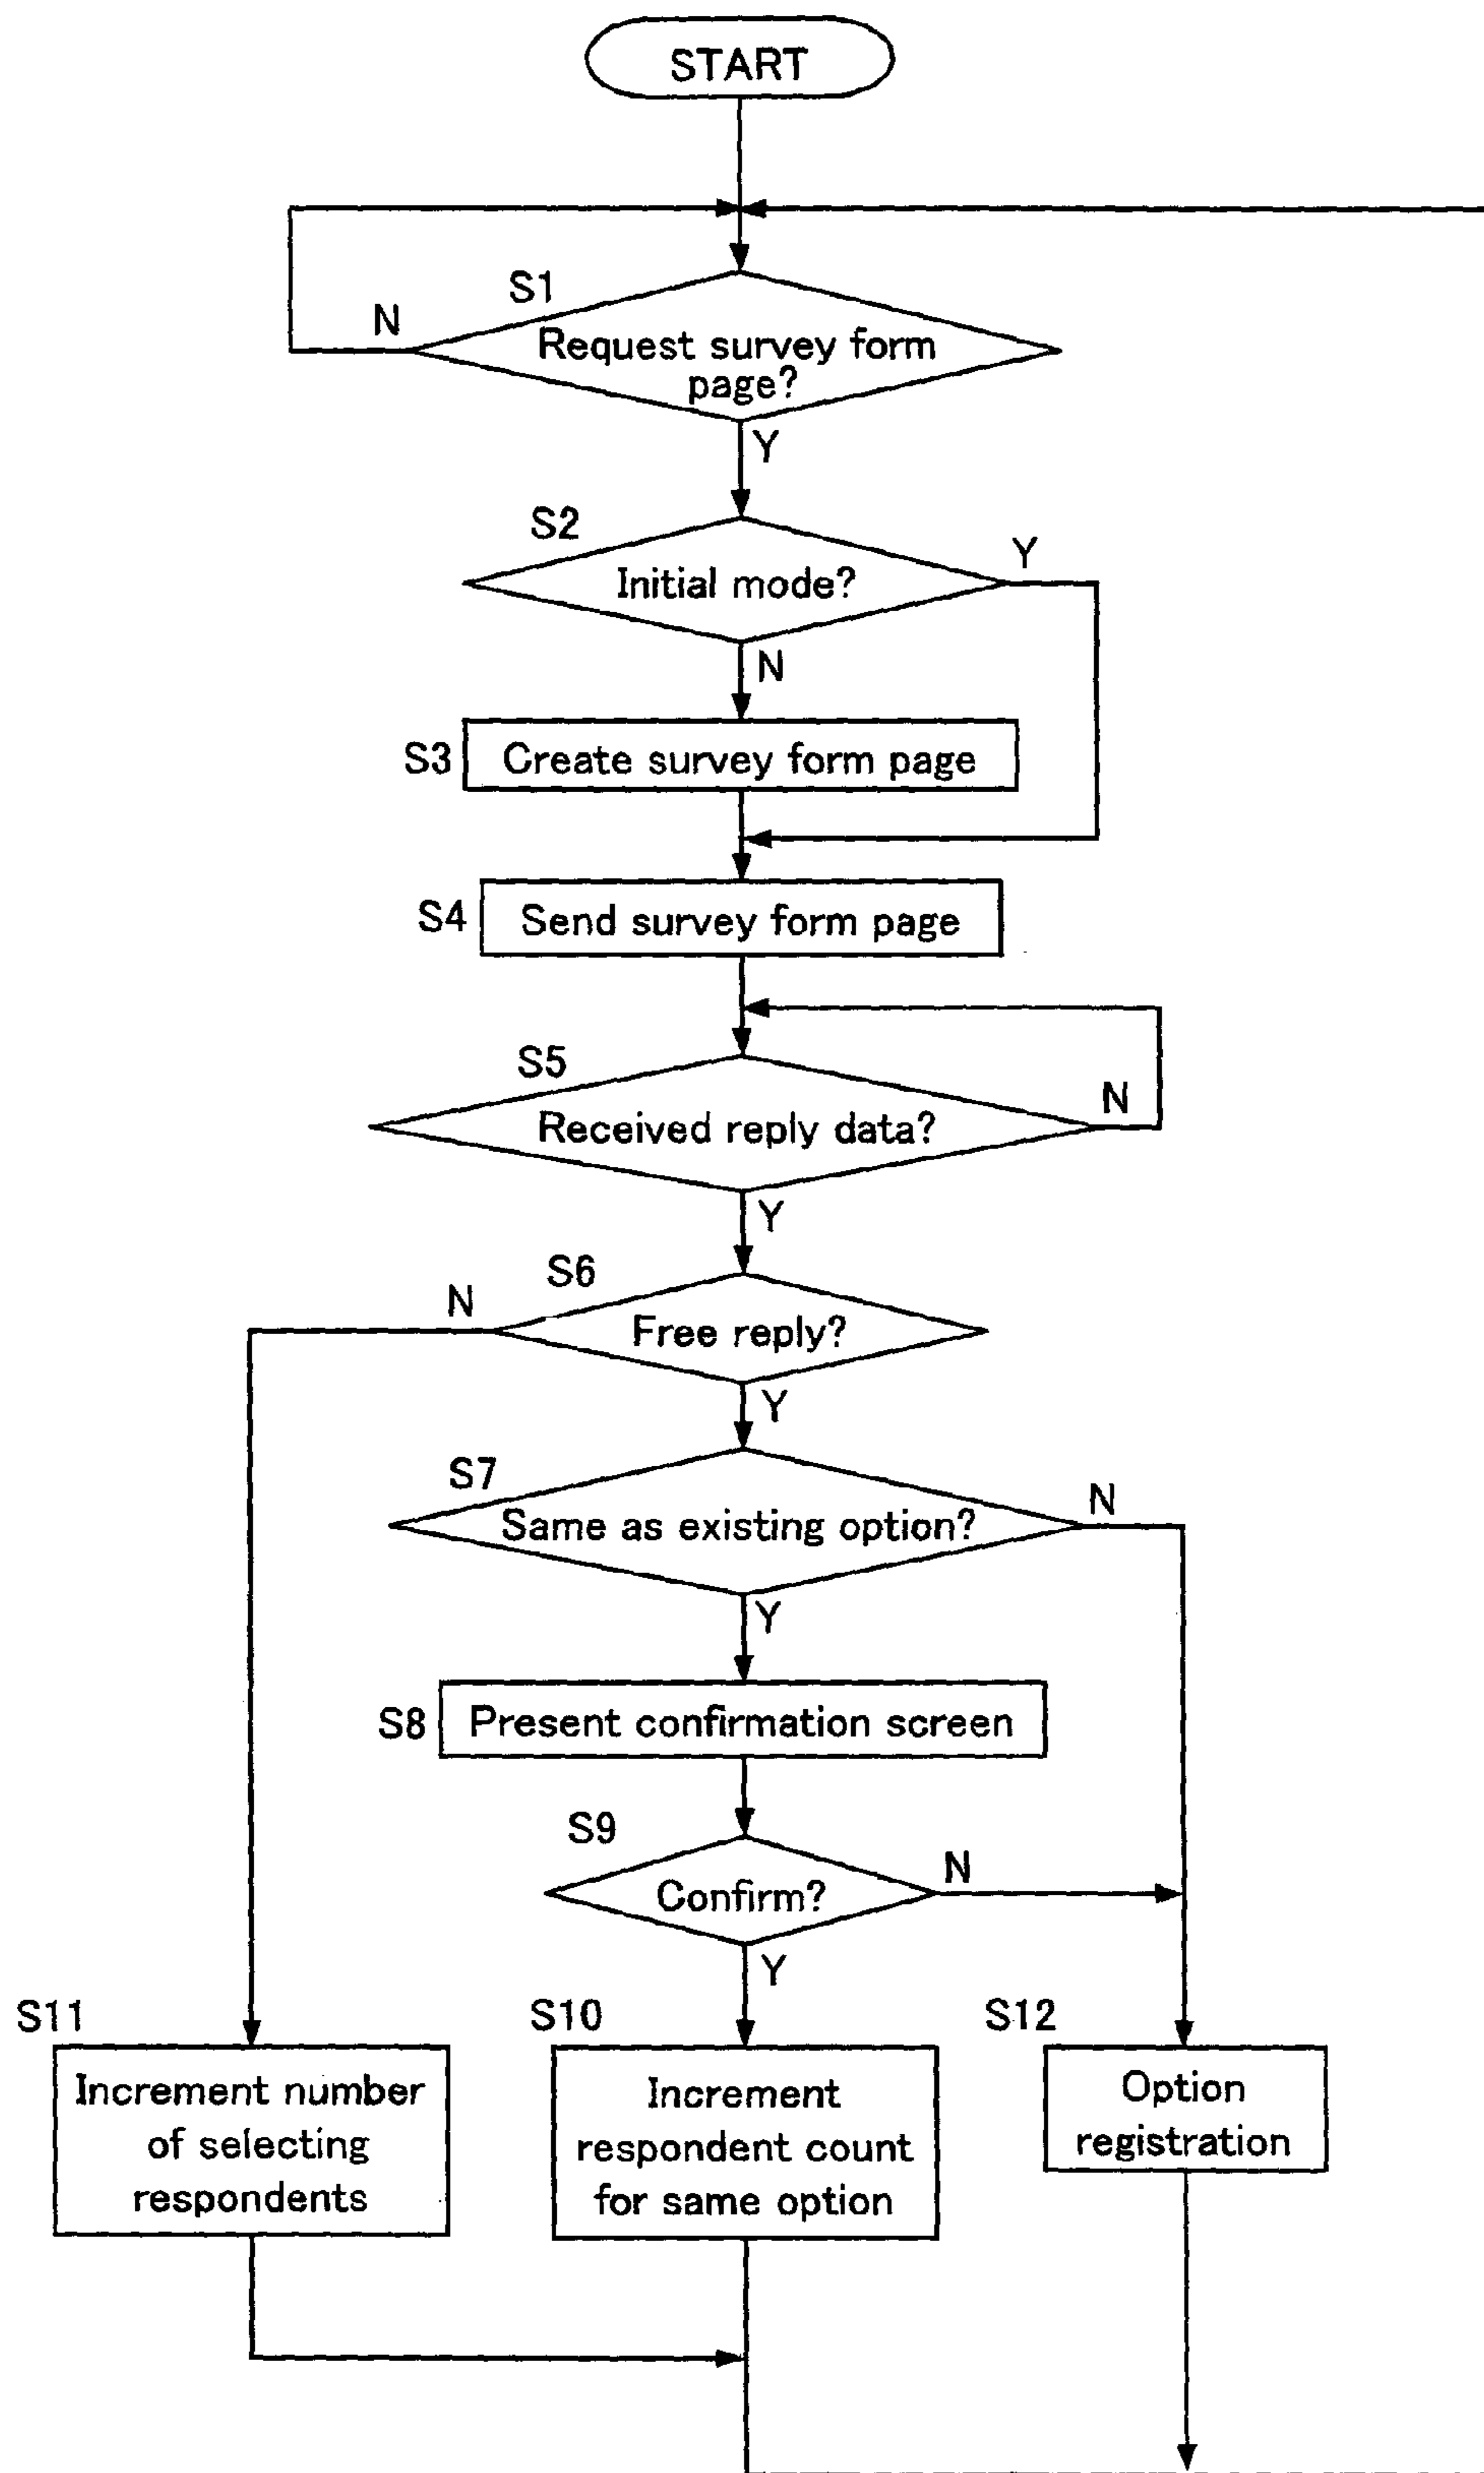 START
S1
N
Request survey form
page?
Y
S2
Y
Initial mode?
N
S3
Create survey form page
S4
Send survey form page
S5
N
Received reply data?
Y
S6
N
Free reply?
Y
S7
N
Same as existing option?
Y
S8
Present confirmation screen
S9
N
Confirm?
Y
S11
Increment number
of selecting
respondents
S10
Increment
respondent count
for same option
S12
Option
registration